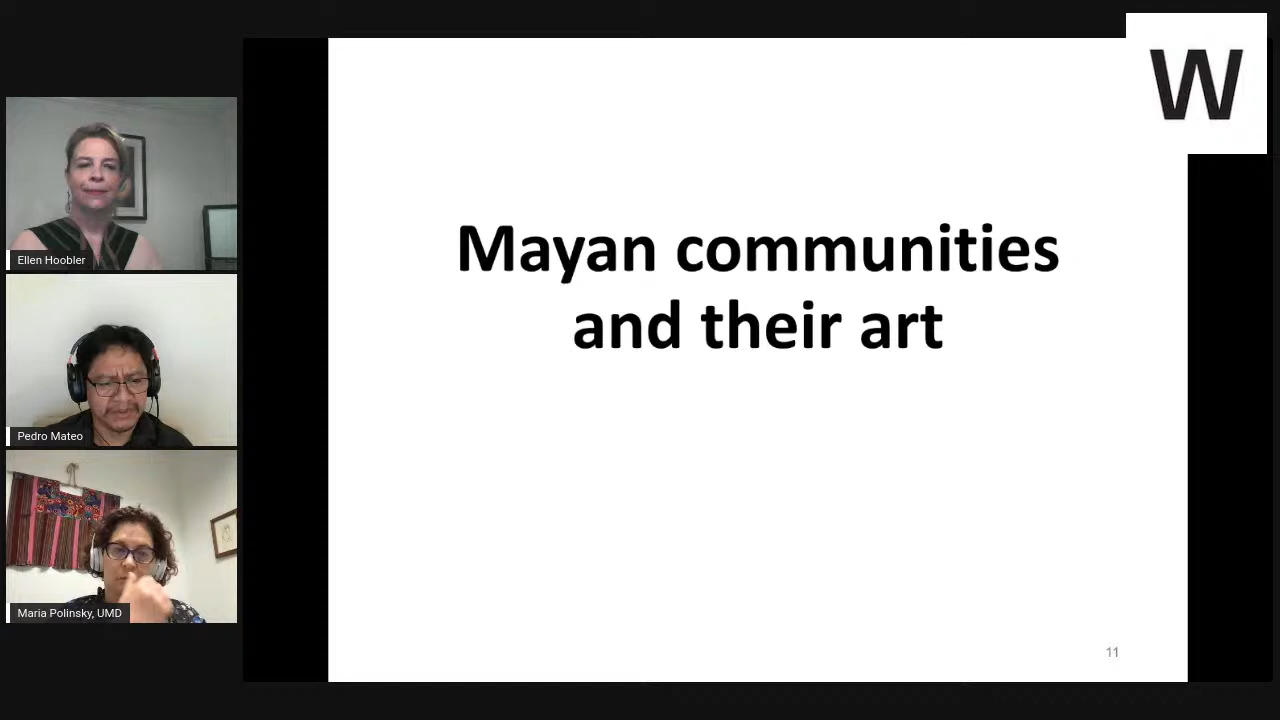 W
Ellen Hoobler
Pedro Mateo
Maria Polinsky, UMD
Mayan communities
and their art
11